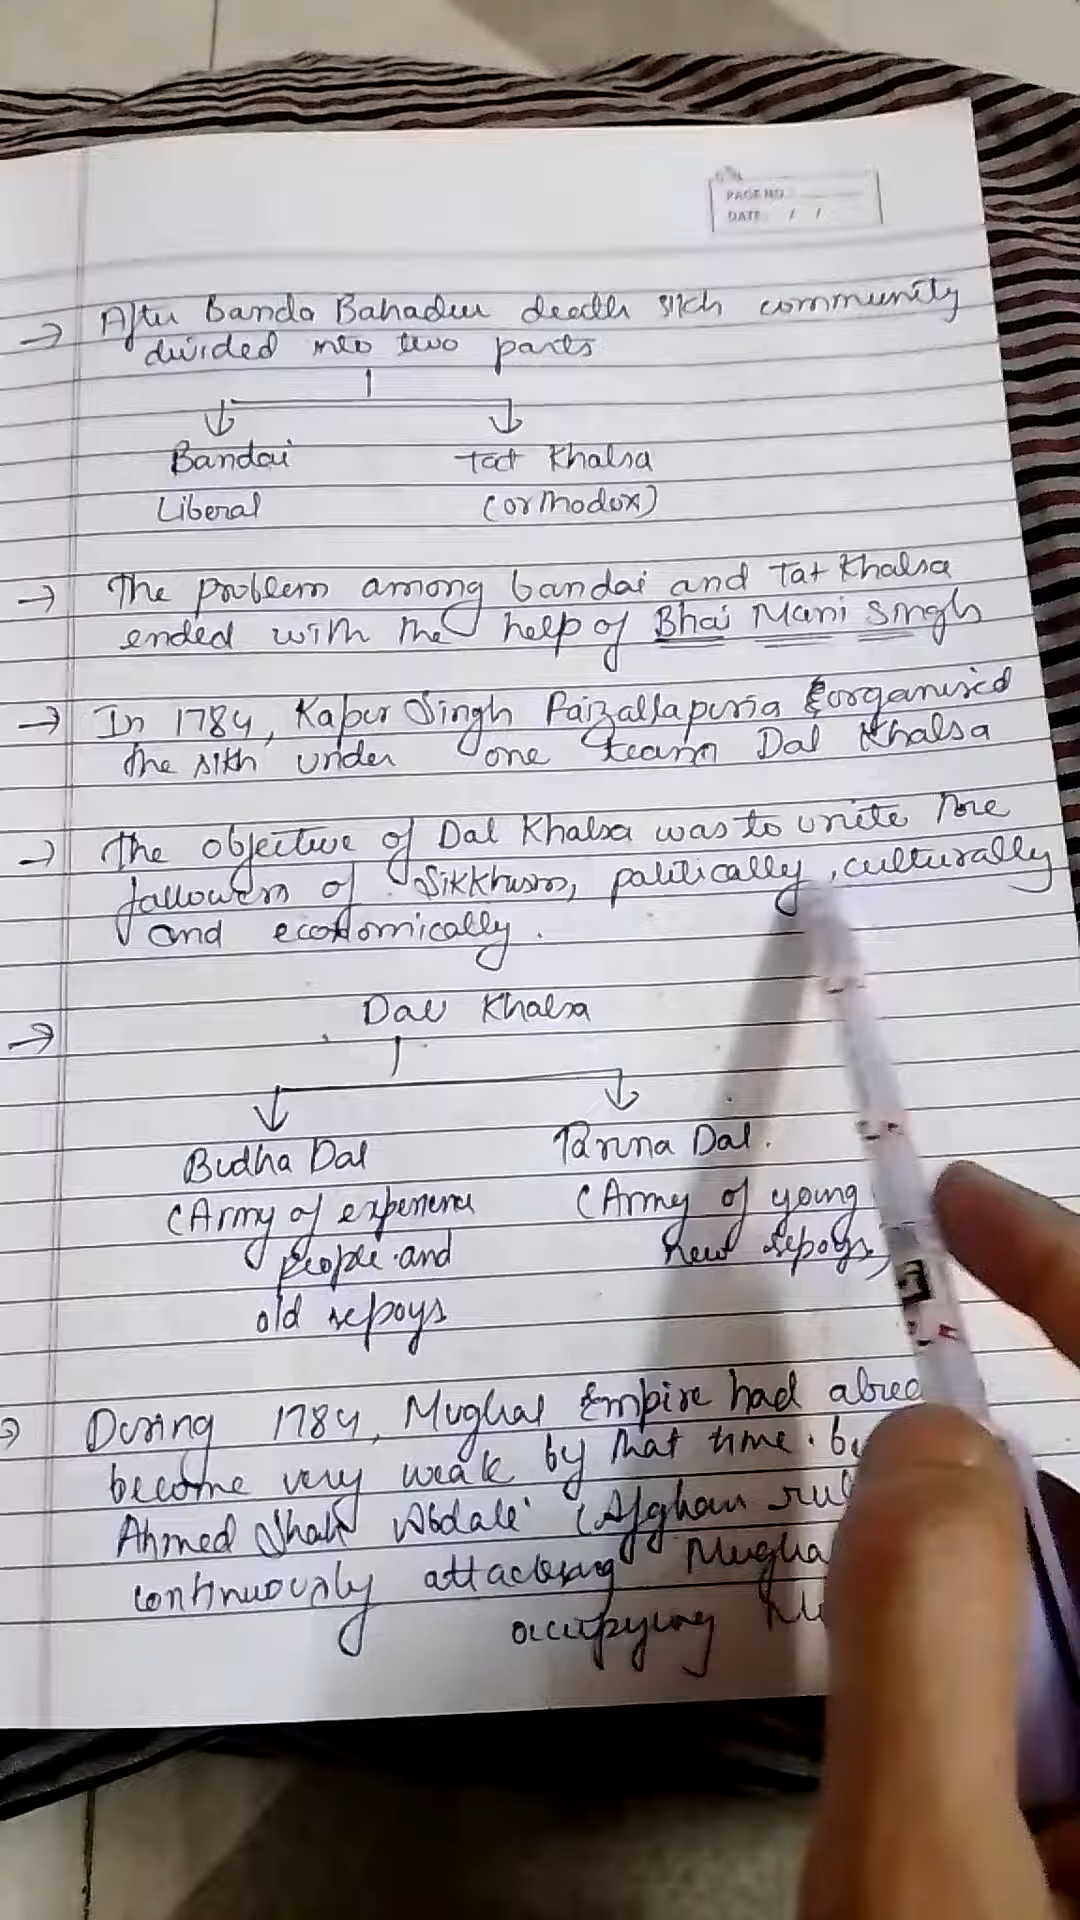 PAGE NO
DATE: / /
→ After Banda Bahadur death sikh community
divided into two parts
Bandai Tat Khalsa
Liberal (orthodox)
→ The problem among bandai and Tat Khalsa
ended with the help of Bhai Mani Singh
→ In 1784, Kapur Singh Faizallapuria organised
the sikh under one team Dal Khalsa
→ The objective of Dal Khalsa was to unite the
followers of Sikkhism, politically, culturally
and economically.
→ Dal Khalsa
Budha Dal Taruna Dal.
(Army of experience (Army of young
people and new sepoys)
old sepoys
→ During 1784, Mughal Empire had
become very weak by that time.
Ahmed Shah Abdali (Afghan
continuously attacking
occupying